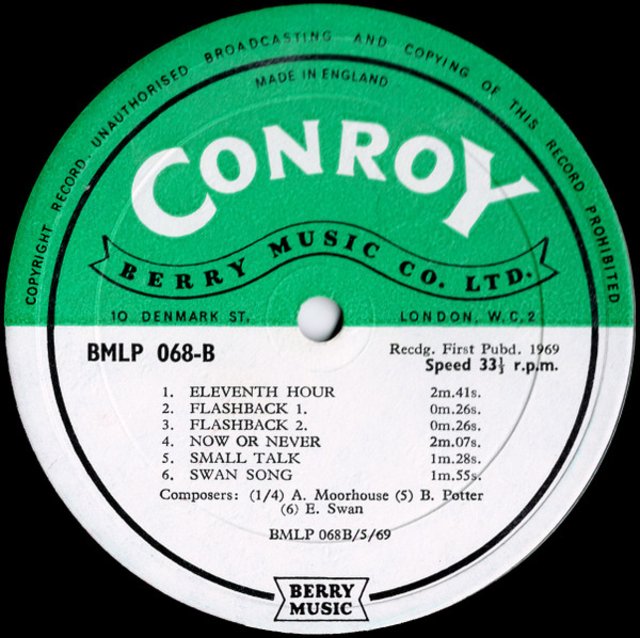 COPYRIGHT RECORD. UNAUTHORISED BROADCASTING AND COPYING OF THIS RECORD PROHIBITED
MADE IN ENGLAND
CONROY
BERRY MUSIC CO. LTD.
10 DENMARK ST. LONDON, W.C.2
BMLP 068-B
Recdg. First Pubd. 1969
Speed 33⅓ r.p.m.
1. ELEVENTH HOUR 2m.41s.
2. FLASHBACK 1. 0m.26s.
3. FLASHBACK 2. 0m.26s.
4. NOW OR NEVER 2m.07s.
5. SMALL TALK 1m.28s.
6. SWAN SONG 1m.55s.
Composers: (1/4) A. Moorhouse (5) B. Potter
(6) E. Swan
BMLP 068B/5/69
BERRY
MUSIC